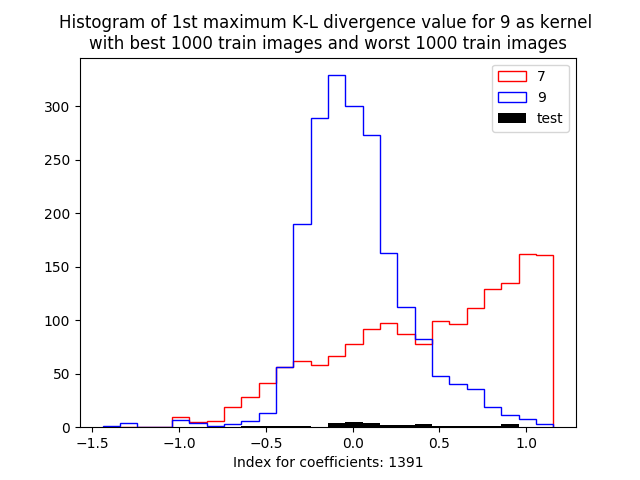 Histogram of 1st maximum K-L divergence value for 9 as kernel
with best 1000 train images and worst 1000 train images
7
9
test
300
250
200
150
100
50
0
−1.5 −1.0 −0.5 0.0 0.5 1.0
Index for coefficients: 1391